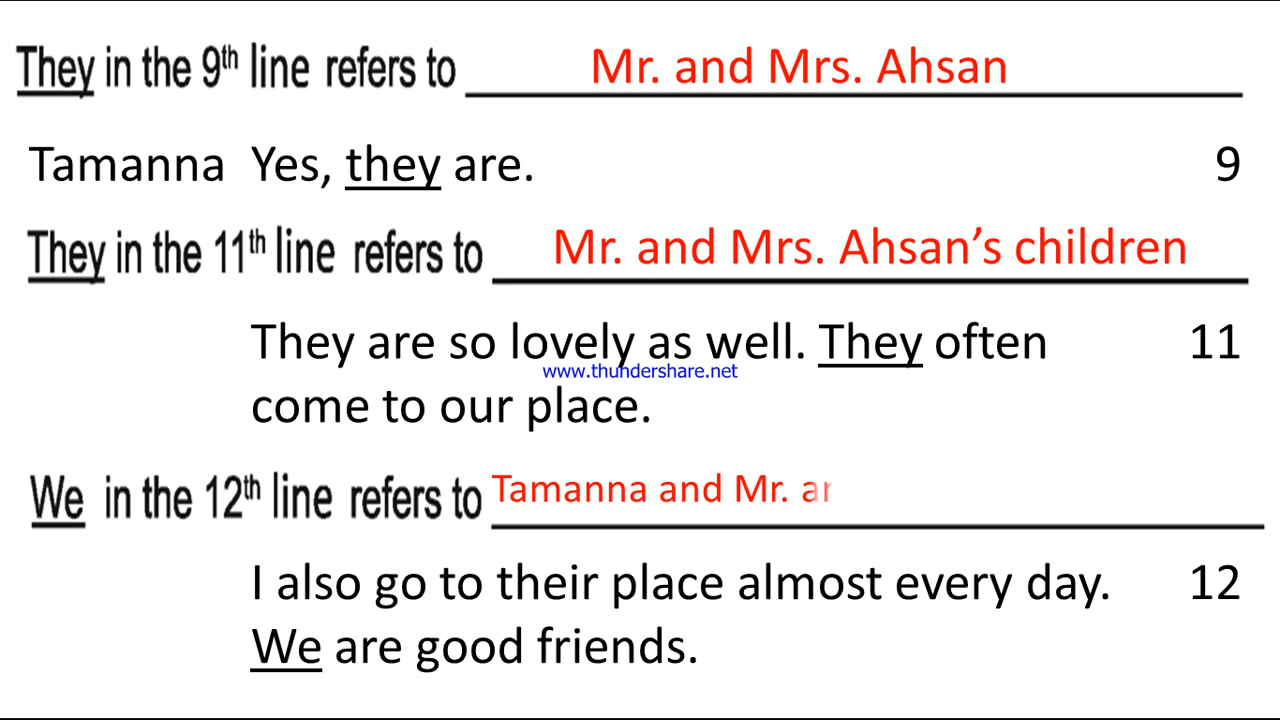 They in the 9th line refers to Mr. and Mrs. Ahsan
Tamanna Yes, they are. 9
They in the 11th line refers to Mr. and Mrs. Ahsan’s children
They are so lovely as well. They often 11
www.thundershare.net
come to our place.
We in the 12th line refers to Tamanna and Mr. ar
I also go to their place almost every day. 12
We are good friends.